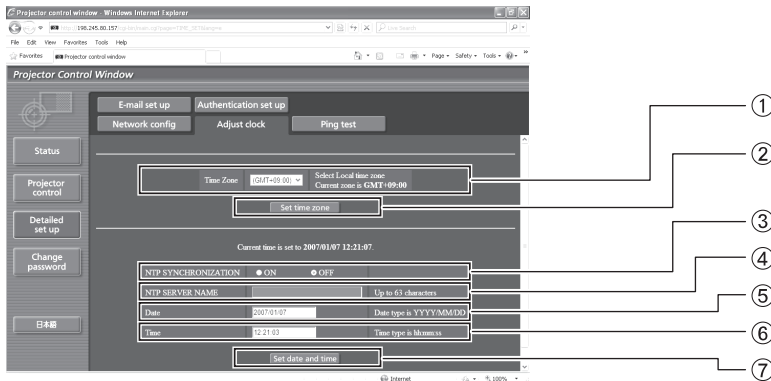 Projector control window - Windows Internet Explorer
198.245.80.157
Live Search
File Edit View Favorites Tools Help
Favorites Projector control window Page Safety Tools
Projector Control Window
E-mail set up Authentication set up
Network config Adjust clock Ping test
①
Status
②
Time Zone (GMT+09:00) Select Local time zone
Current zone is GMT+09:00
Projector control
Set time zone
Detailed set up
Current time is set to 2007/01/07 12:21:07.
③
Change password
NTP SYNCHRONIZATION ON OFF
④
NTP SERVER NAME Up to 63 characters
⑤
Date 2007/01/07 Date type is YYYY/MM/DD
日本語
Time 12:21:03 Time type is hh:mm:ss
⑥
Set date and time
⑦
Internet 100%